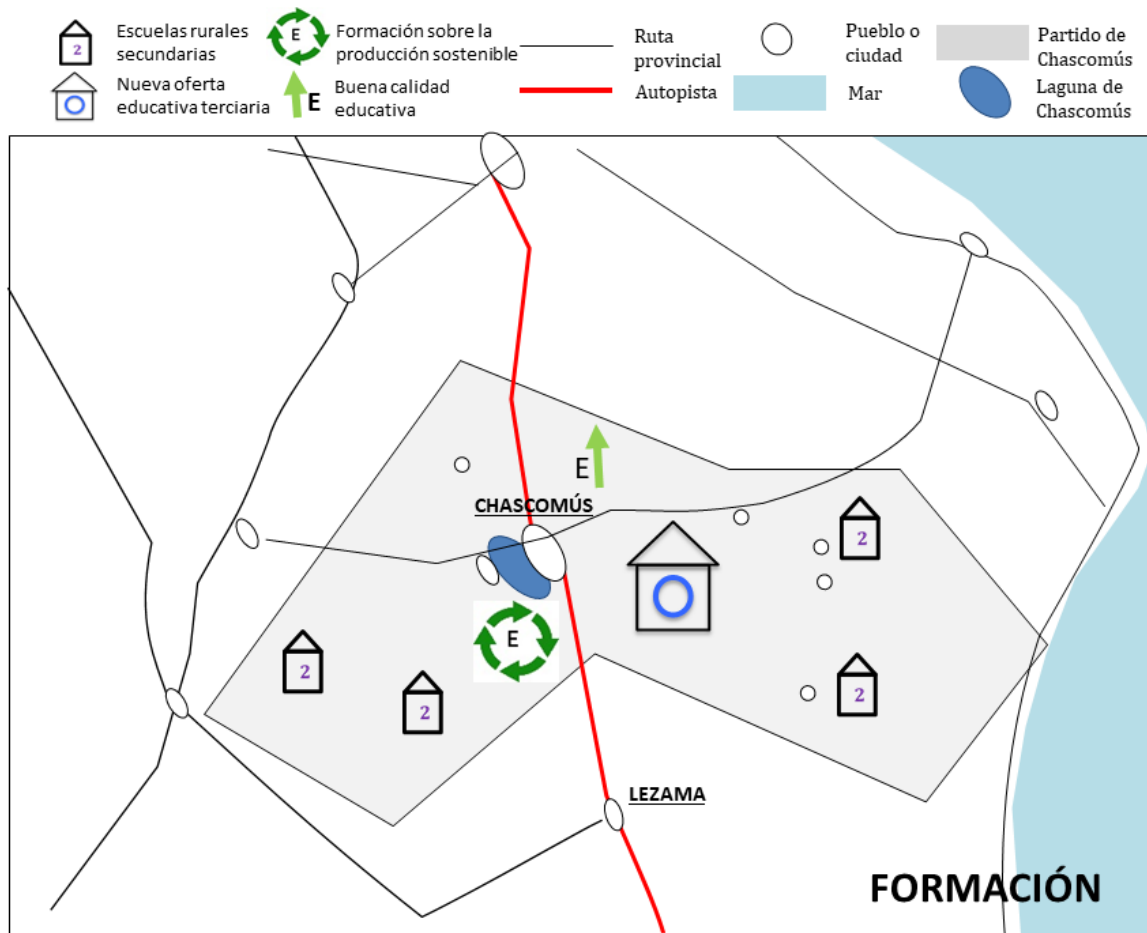 Escuelas rurales
secundarias
2
E
Formación sobre la
producción sostenible
Ruta
provincial
Pueblo o
ciudad
Partido de
Chascomús
Nueva oferta
educativa terciaria
E
Buena calidad
educativa
Autopista
Mar
Laguna de
Chascomús
E
CHASCOMÚS
2
E
2
2
2
LEZAMA
FORMACIÓN